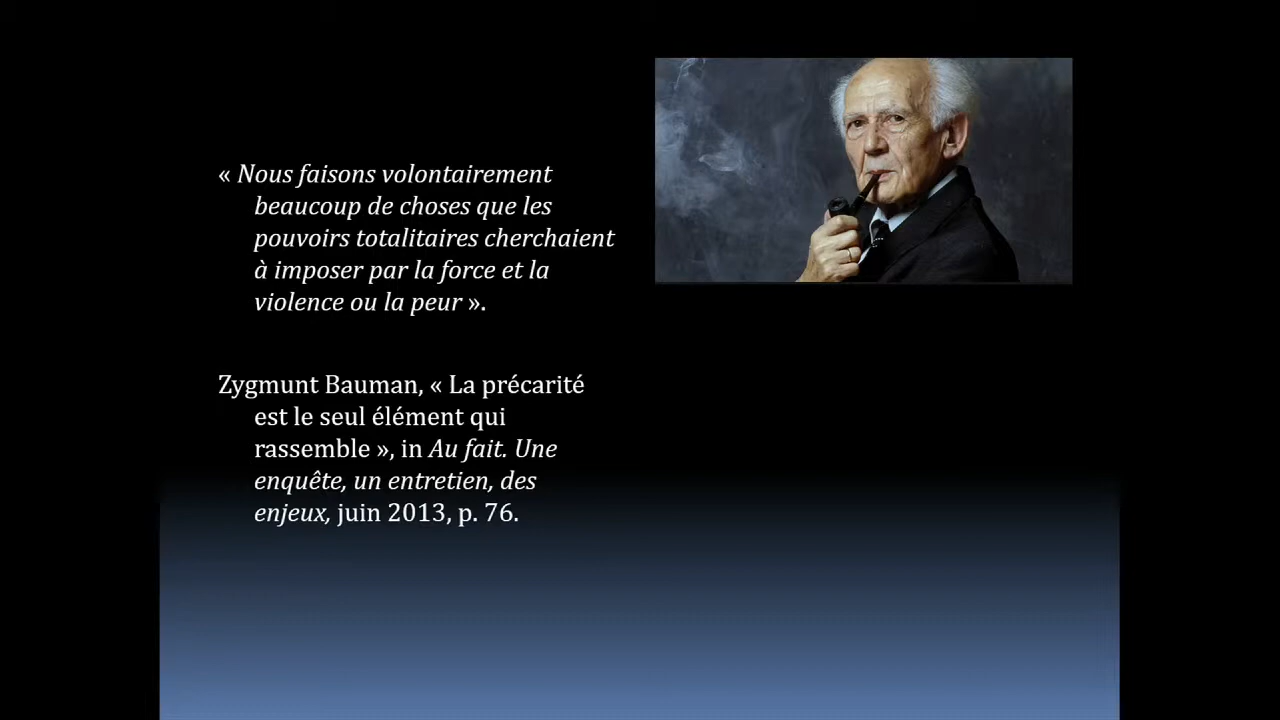 « Nous faisons volontairement
beaucoup de choses que les
pouvoirs totalitaires cherchaient
à imposer par la force et la
violence ou la peur ».
Zygmunt Bauman, « La précarité
est le seul élément qui
rassemble », in Au fait. Une
enquête, un entretien, des
enjeux, juin 2013, p. 76.